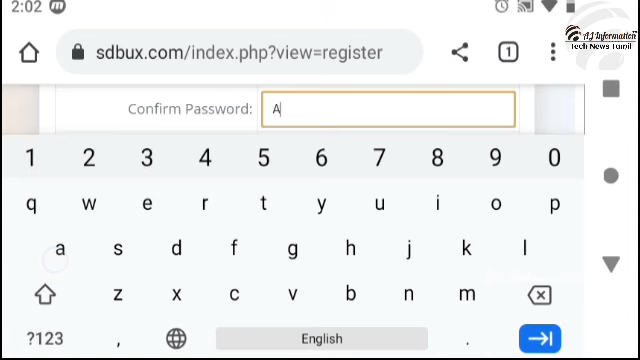 2:02
AJ Information
Tech News Tamil
sdbux.com/index.php?view=register
1
Confirm Password:
A
1 2 3 4 5 6 7 8 9 0
q w e r t y u i o p
a s d f g h j k l
z x c v b n m
?123 , English .